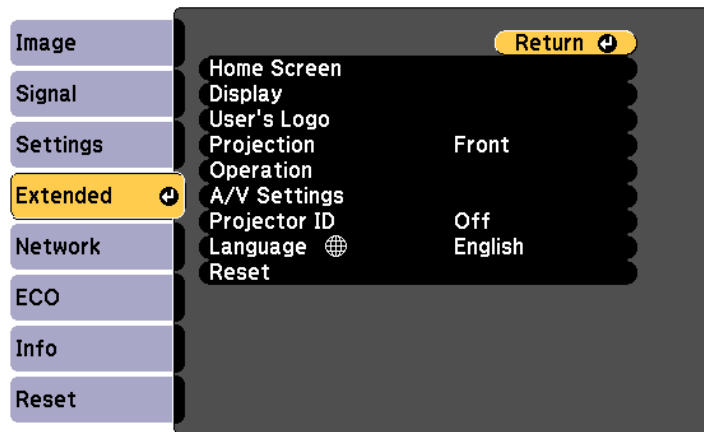 Image
Signal
Settings
Extended
Network
ECO
Info
Reset
Return
Home Screen
Display
User's Logo
Projection Front
Operation
A/V Settings
Projector ID Off
Language English
Reset